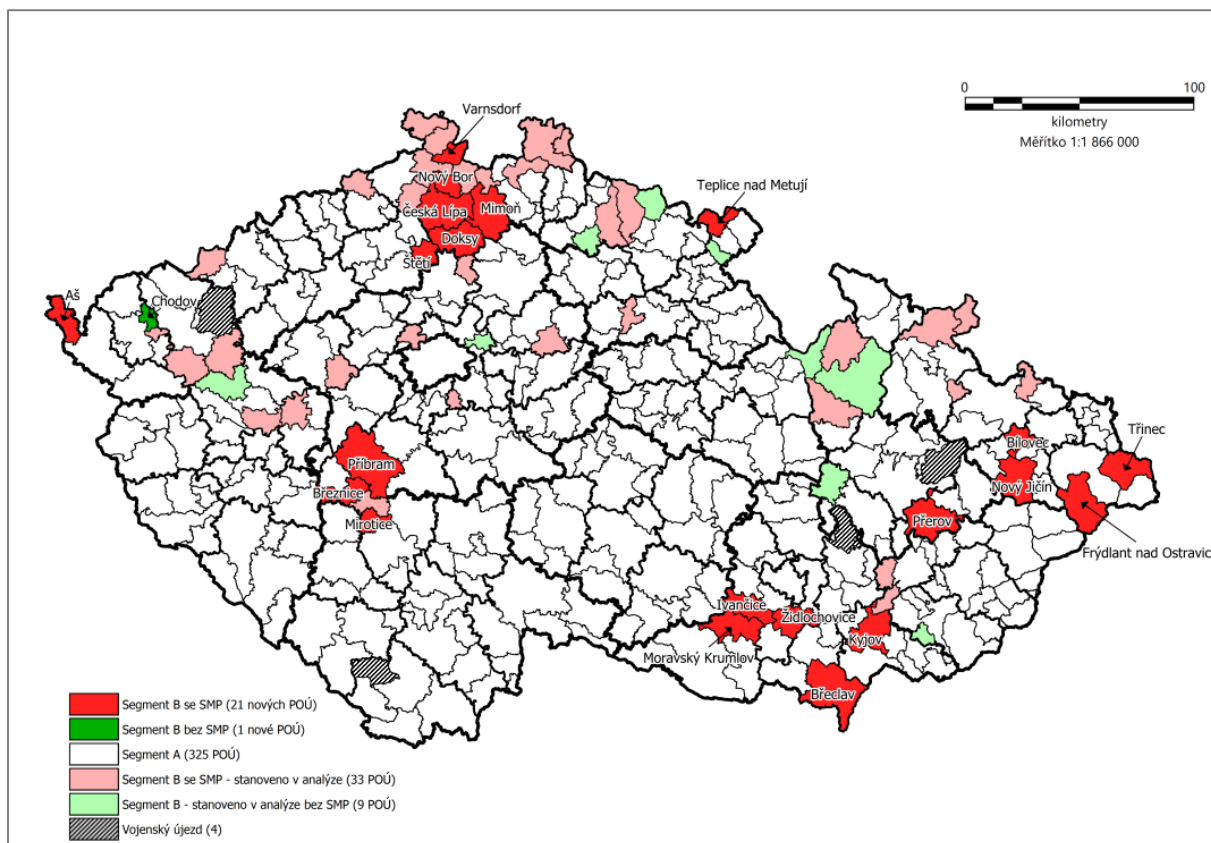 0 100
kilometry
Měřítko 1:1 866 000
Varnsdorf
Teplice nad Metují
Nový Bor
Česká Lípa
Mimoň
Doksy
Štětí
Aš
Chodov
Třinec
Bílovec
Příbram
Nový Jičín
Březnice
Přerov
Mirotice
Frýdlant nad Ostravic
Ivančice
Židlochovice
Kyjov
Moravský Krumlov
Břeclav
Segment B se SMP (21 nových POÚ)
Segment B bez SMP (1 nové POÚ)
Segment A (325 POÚ)
Segment B se SMP - stanoveno v analýze (33 POÚ)
Segment B - stanoveno v analýze bez SMP (9 POÚ)
Vojenský újezd (4)